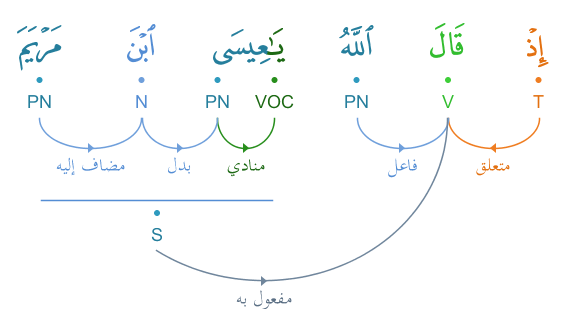 إِذْ قَالَ ٱللَّهُ يَـٰعِيسَى ٱبْنَ مَرْيَمَ
T V PN VOC PN N PN
متعلق فاعل منادي بدل مضاف إليه
S
مفعول به